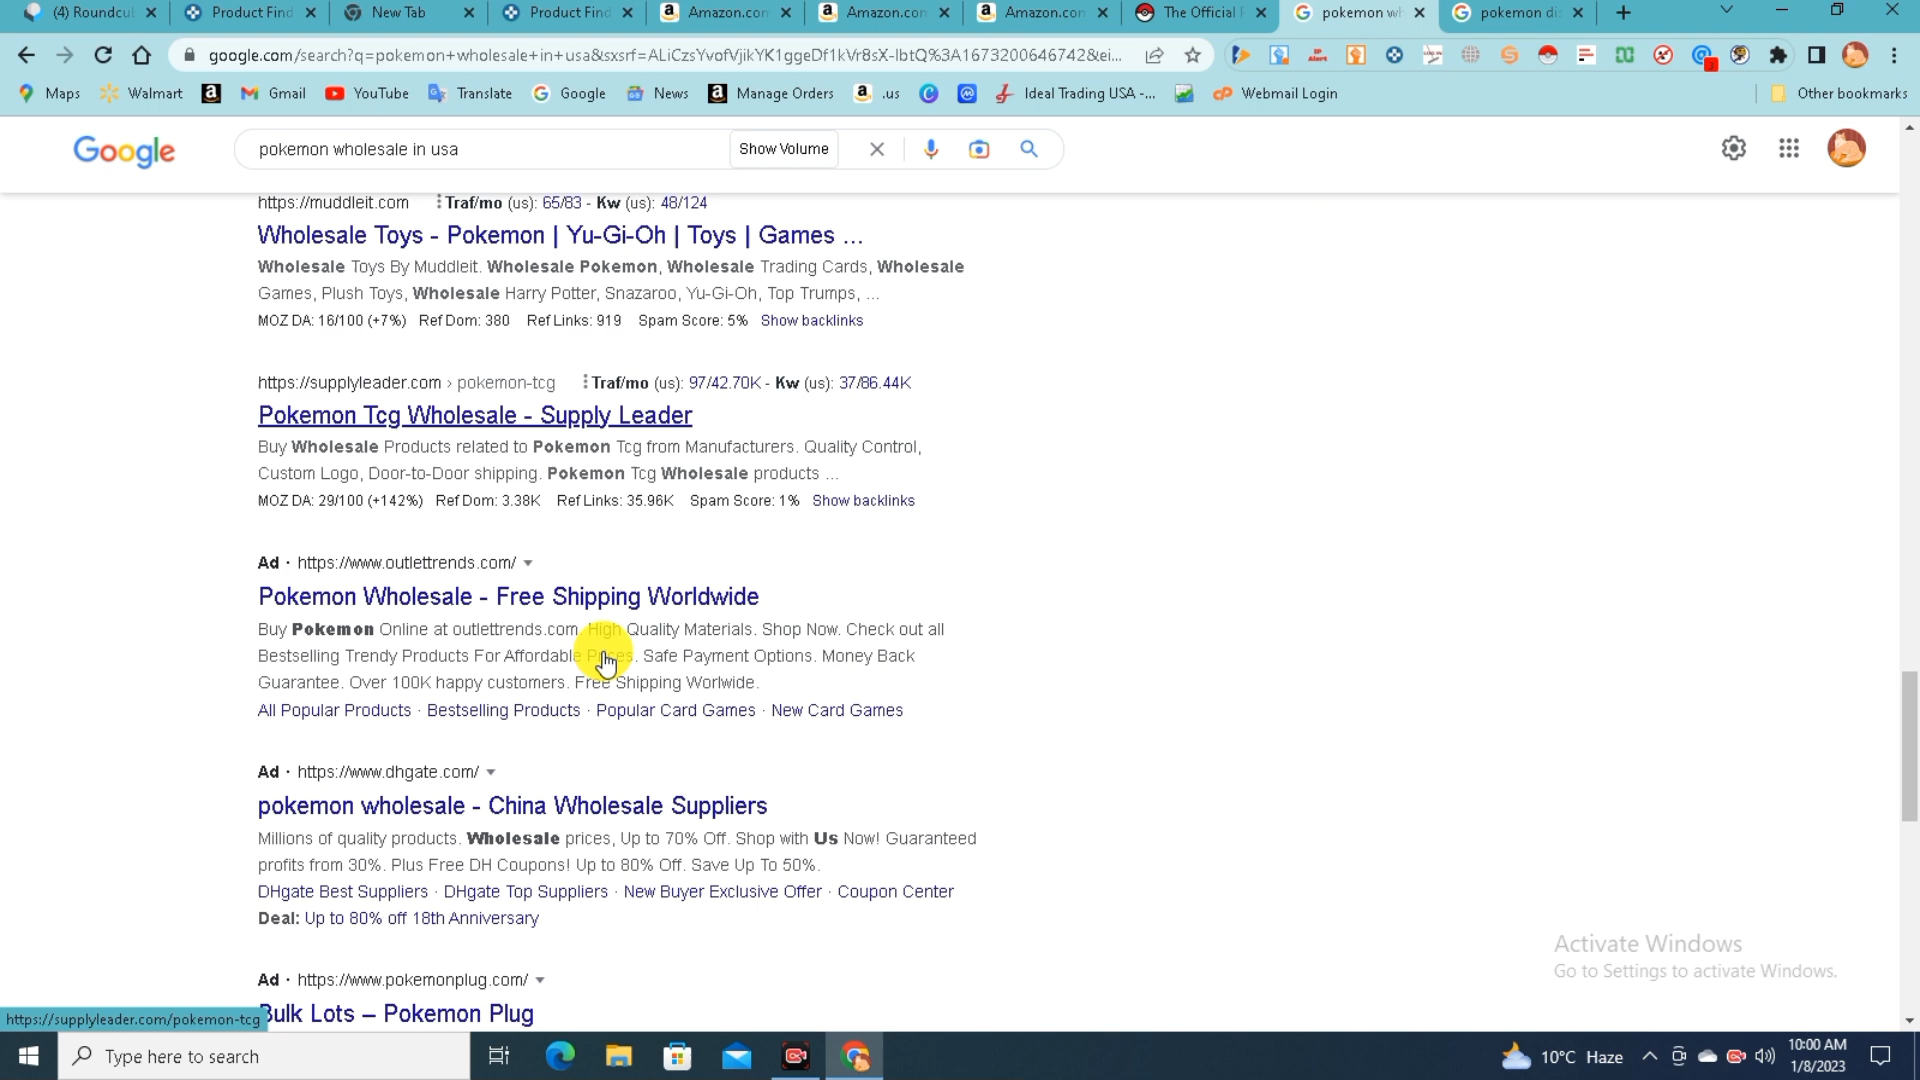 (4) Roundcu
Product Find
New Tab
Product Find
Amazon.com
Amazon.com
Amazon.com
The Official
pokemon wh
pokemon di
google.com/search?q=pokemon+wholesale+in+usa&sxsrf=ALiCzsYvofVjikYK1ggeDf1kVr8sX-lbtQ%3A1673200646742&ei...
Maps
Walmart
Gmail
YouTube
Translate
Google
News
Manage Orders
.us
Ideal Trading USA -...
Webmail Login
Other bookmarks
Google
pokemon wholesale in usa
Show Volume
https://muddleit.com Traf/mo (us): 65/83 - Kw (us): 48/124
Wholesale Toys - Pokemon | Yu-Gi-Oh | Toys | Games ...
Wholesale Toys By Muddleit. Wholesale Pokemon, Wholesale Trading Cards, Wholesale
Games, Plush Toys, Wholesale Harry Potter, Snazaroo, Yu-Gi-Oh, Top Trumps, ...
MOZ DA: 16/100 (+7%) Ref Dom: 380 Ref Links: 919 Spam Score: 5% Show backlinks
https://supplyleader.com › pokemon-tcg Traf/mo (us): 97/42.70K - Kw (us): 37/86.44K
Pokemon Tcg Wholesale - Supply Leader
Buy Wholesale Products related to Pokemon Tcg from Manufacturers. Quality Control,
Custom Logo, Door-to-Door shipping. Pokemon Tcg Wholesale products ...
MOZ DA: 29/100 (+142%) Ref Dom: 3.38K Ref Links: 35.96K Spam Score: 1% Show backlinks
Ad · https://www.outlettrends.com/
Pokemon Wholesale - Free Shipping Worldwide
Buy Pokemon Online at outlettrends.com. High Quality Materials. Shop Now. Check out all
Bestselling Trendy Products For Affordable Prices. Safe Payment Options. Money Back
Guarantee. Over 100K happy customers. Free Shipping Worlwide.
All Popular Products · Bestselling Products · Popular Card Games · New Card Games
Ad · https://www.dhgate.com/
pokemon wholesale - China Wholesale Suppliers
Millions of quality products. Wholesale prices, Up to 70% Off. Shop with Us Now! Guaranteed
profits from 30%. Plus Free DH Coupons! Up to 80% Off. Save Up To 50%.
DHgate Best Suppliers · DHgate Top Suppliers · New Buyer Exclusive Offer · Coupon Center
Deal: Up to 80% off 18th Anniversary
Activate Windows
Go to Settings to activate Windows.
Ad · https://www.pokemonplug.com/
Bulk Lots – Pokemon Plug
https://supplyleader.com/pokemon-tcg
Type here to search
10°C Haze
10:00 AM
1/8/2023